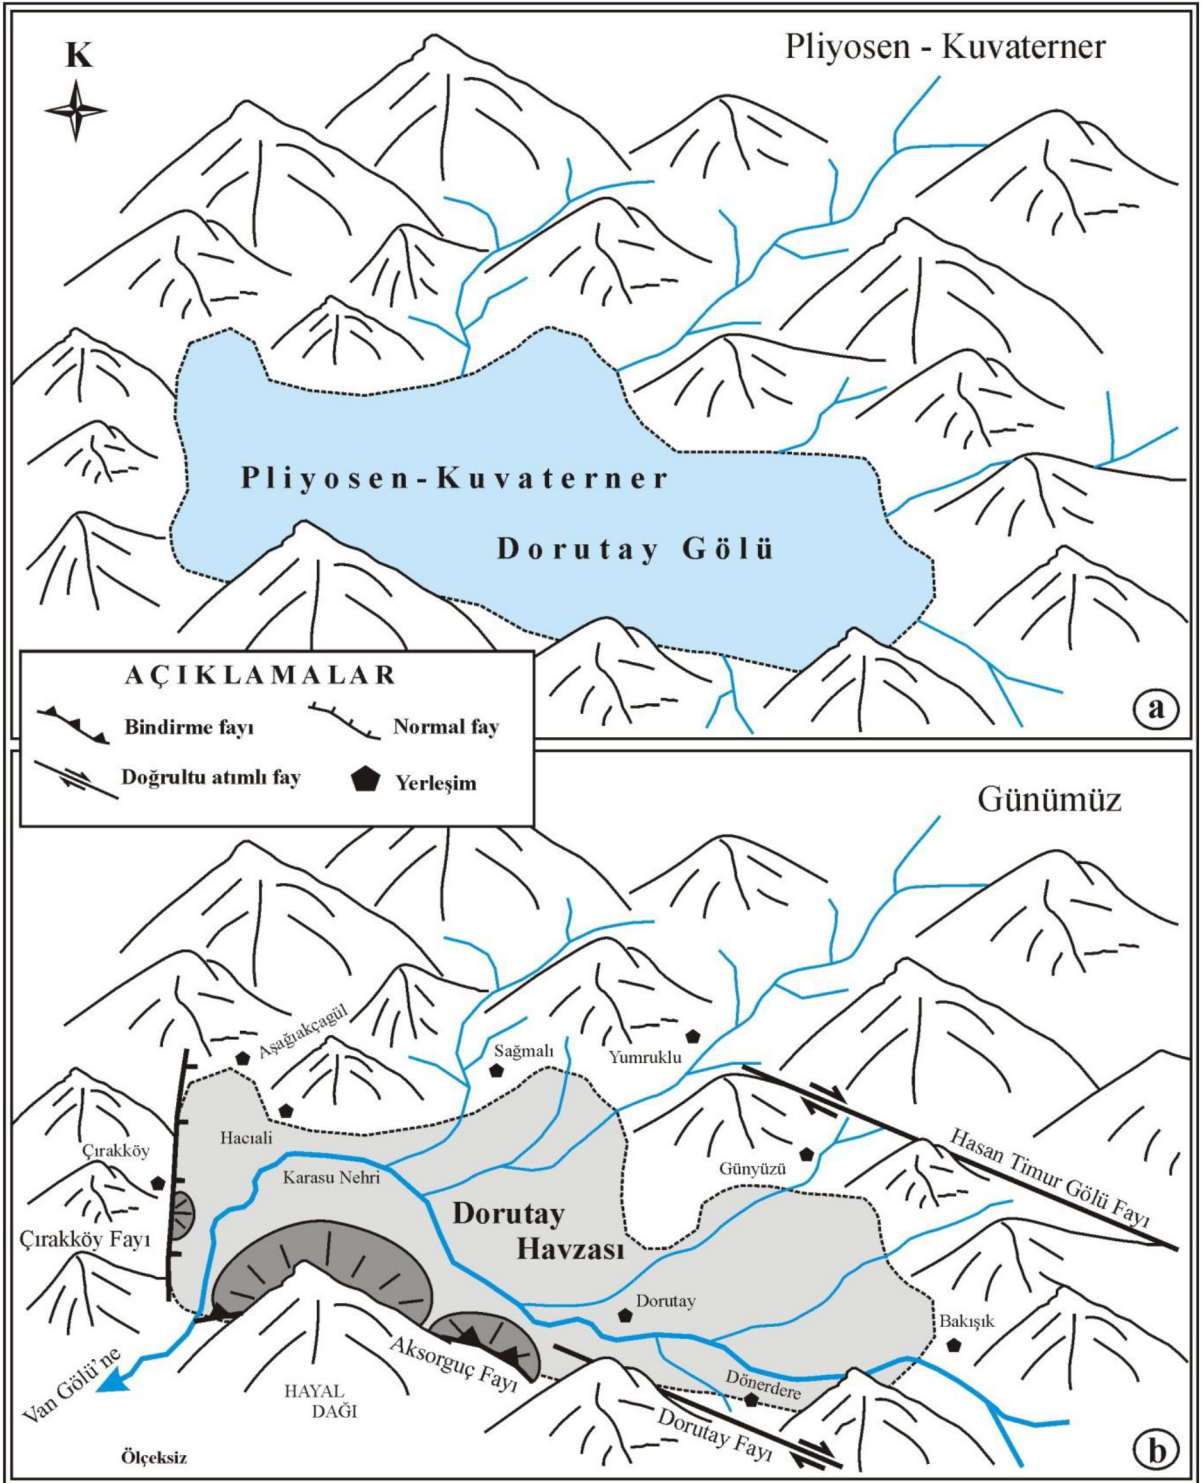 Pliyosen - Kuvaterner
K
Pliyosen-Kuvaterner
Dorutay Gölü
AÇIKLAMALAR
Bindirme fayı
Normal fay
Doğrultu atımlı fay
Yerleşim
a
Günümüz
Aşağıakçagül
Sağmalı
Yumruklu
Hacıali
Çırakköy
Karasu Nehri
Günyüzü
Hasan Timur Gölü Fayı
Dorutay
Havzası
Çırakköy Fayı
Dorutay
Bakışık
Aksorguç Fayı
Van Gölü'ne
HAYAL
DAĞI
Dönerdere
Dorutay Fayı
Ölçeksiz
b